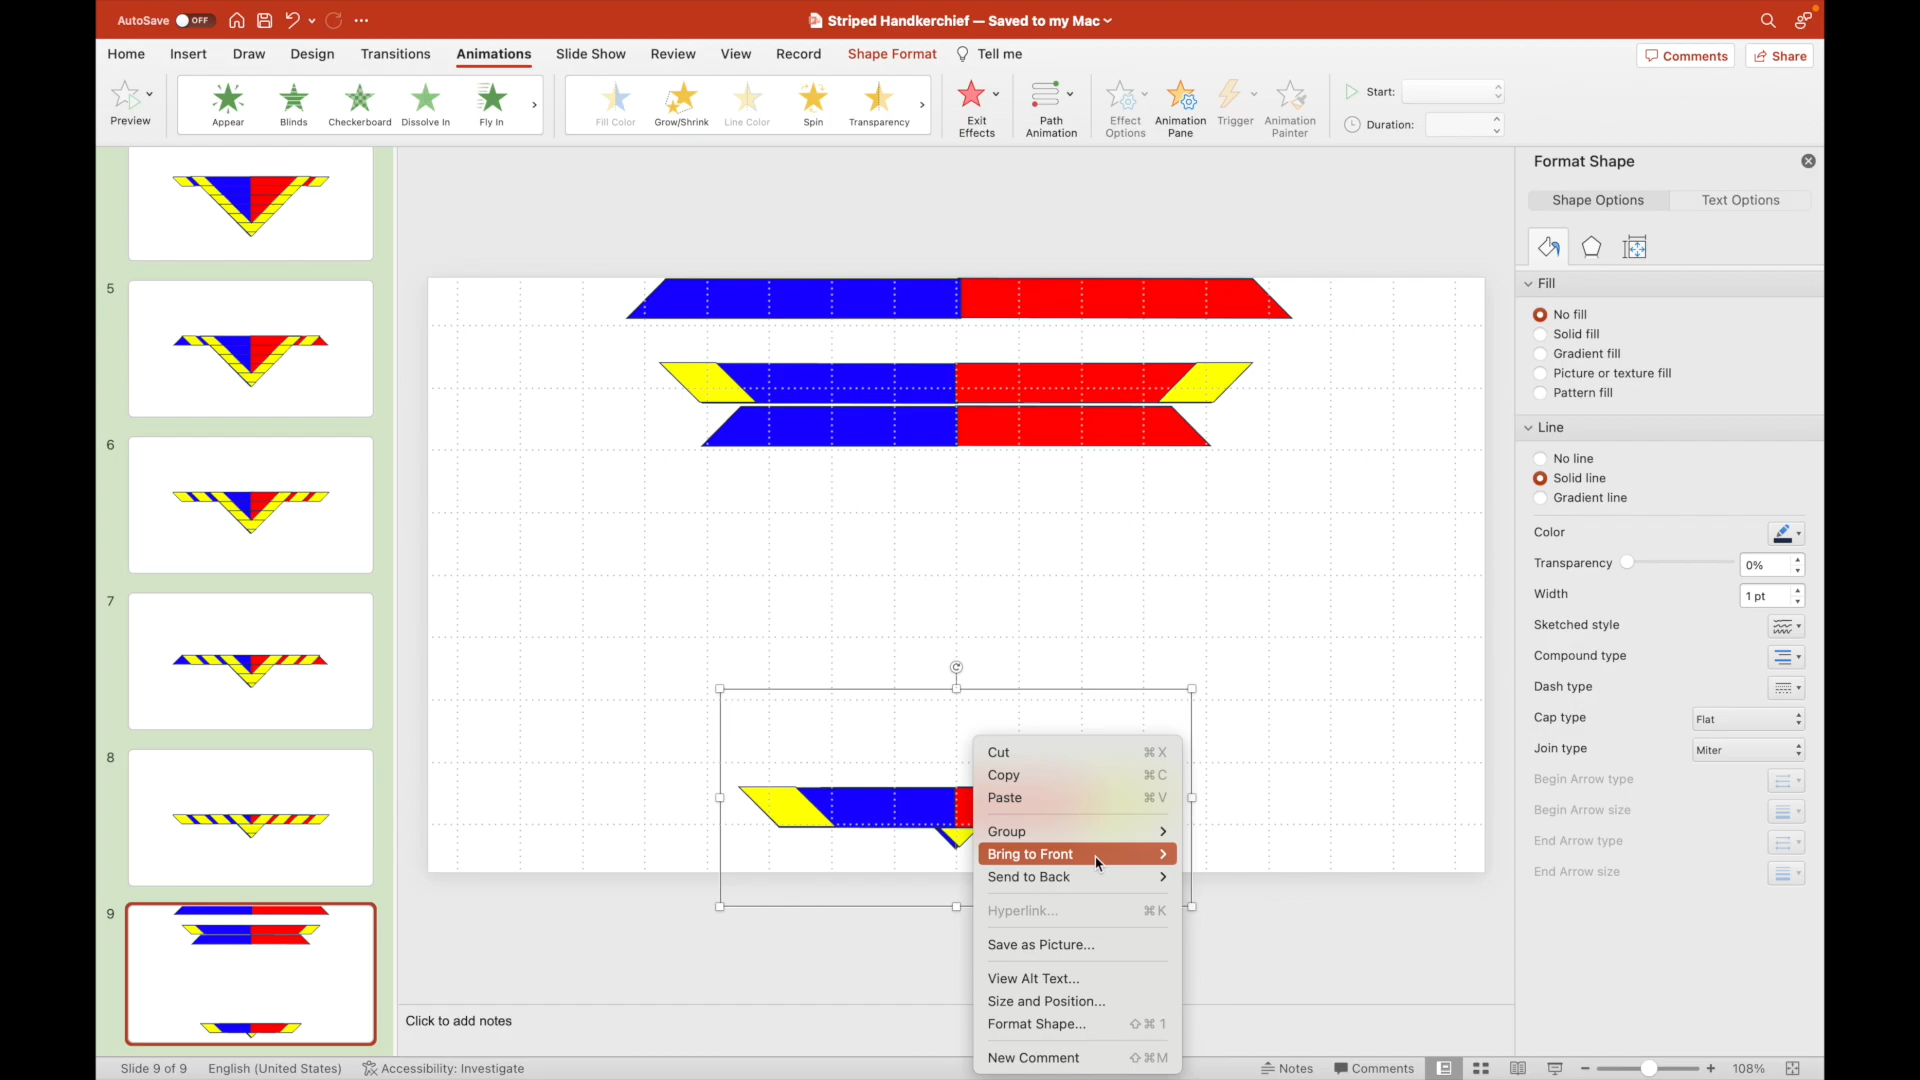 AutoSave OFF
Striped Handkerchief — Saved to my Mac
Home Insert Draw Design Transitions Animations Slide Show Review View Record Shape Format Tell me
Comments Share
Preview
Appear Blinds Checkerboard Dissolve In Fly In
Fill Color Grow/Shrink Line Color Spin Transparency
Exit Effects
Path Animation
Effect Options
Animation Pane
Trigger
Animation Painter
Start:
Duration:
5
6
7
8
9
Cut ⌘X
Copy ⌘C
Paste ⌘V
Group
Bring to Front
Send to Back
Hyperlink... ⌘K
Save as Picture...
View Alt Text...
Size and Position...
Format Shape... ⇧⌘1
New Comment ⇧⌘M
Click to add notes
Format Shape
Shape Options Text Options
Fill
No fill
Solid fill
Gradient fill
Picture or texture fill
Pattern fill
Line
No line
Solid line
Gradient line
Color
Transparency 0%
Width 1 pt
Sketched style
Compound type
Dash type
Cap type Flat
Join type Miter
Begin Arrow type
Begin Arrow size
End Arrow type
End Arrow size
Slide 9 of 9 English (United States) Accessibility: Investigate
Notes Comments 108%